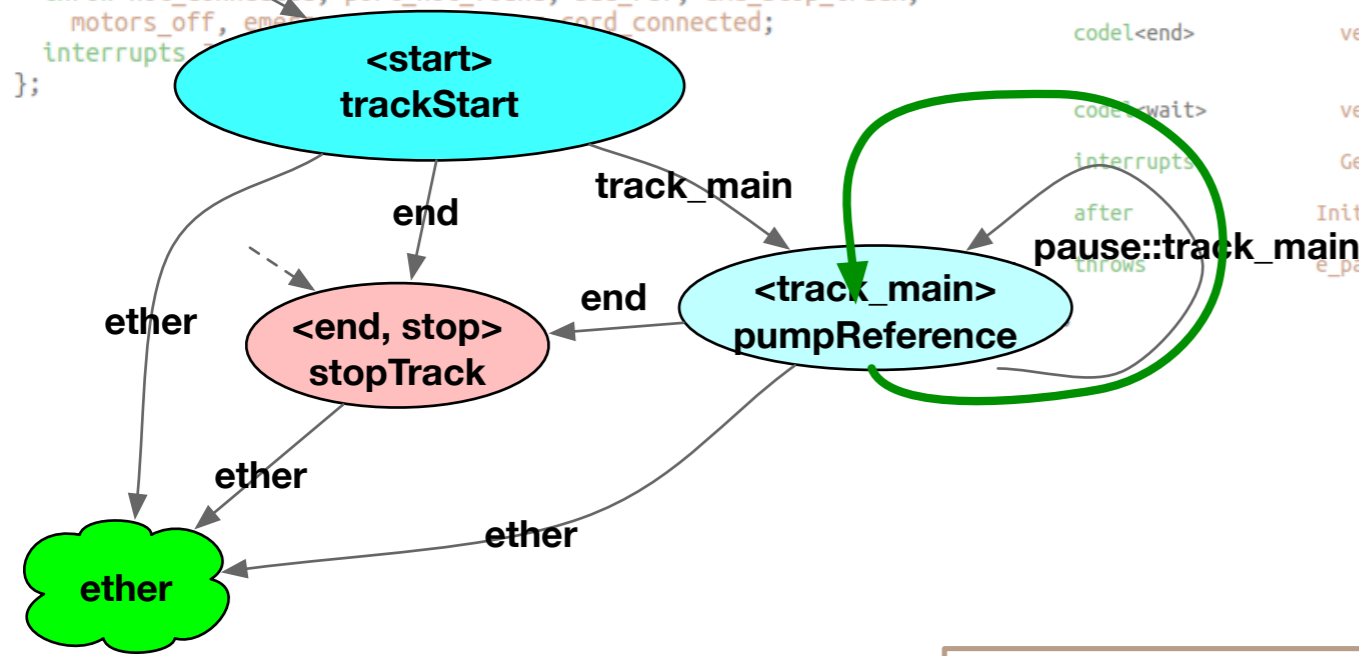 motors_off,
cord_connected;
interrupts
};
<start>
trackStart
codel<end>
codel<wait>
interrupts
after
throws
track_main
end
pause::track_main
<track_main>
pumpReference
end
ether
<end, stop>
stopTrack
ether
ether
ether